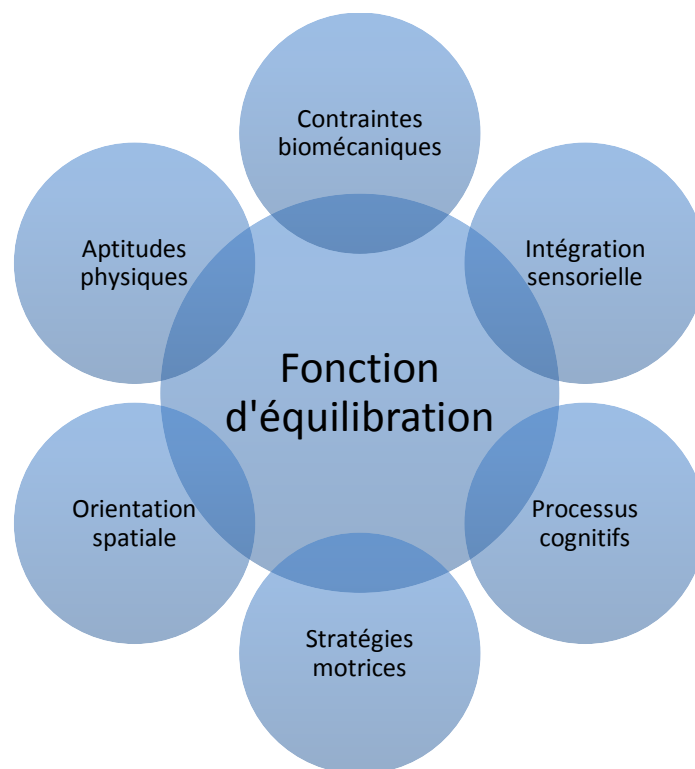 Contraintes
biomécaniques
Aptitudes
physiques
Intégration
sensorielle
Fonction
d'équilibration
Orientation
spatiale
Processus
cognitifs
Stratégies
motrices